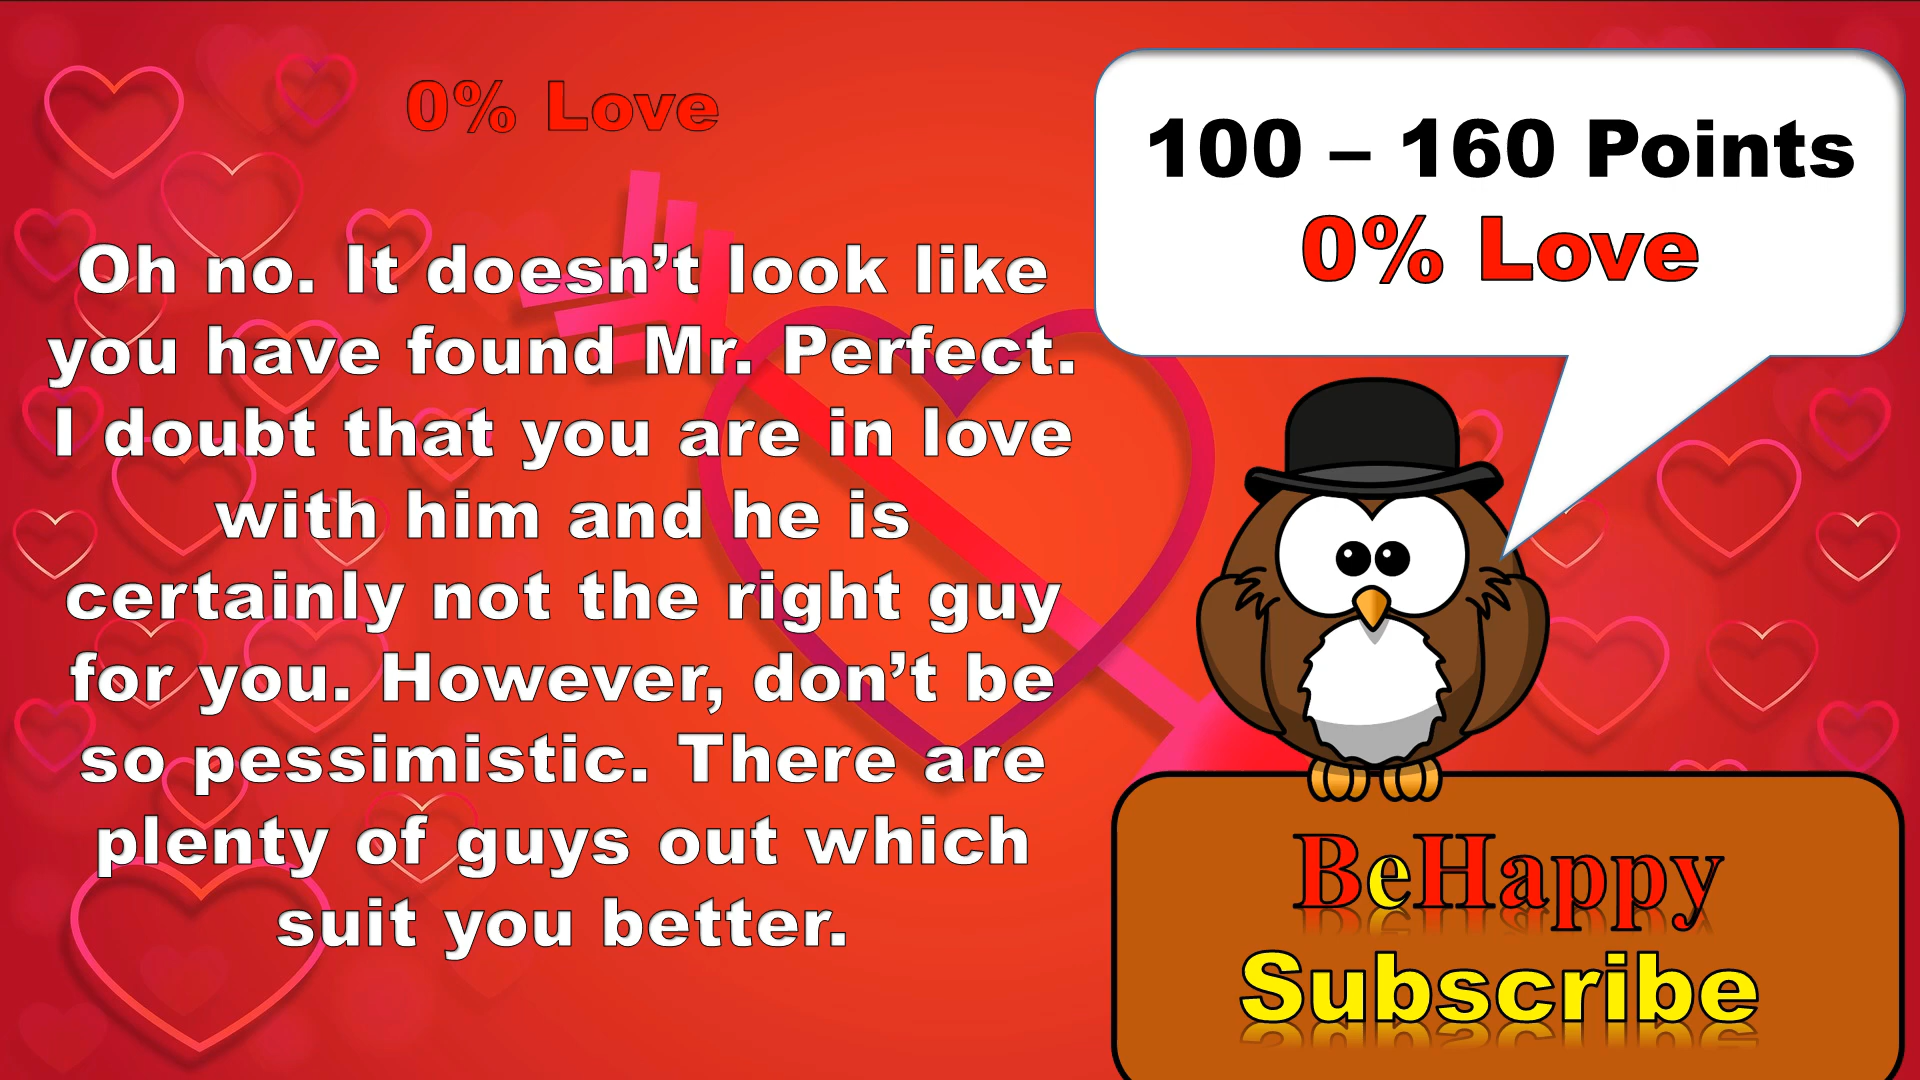 0% Love
Oh no. It doesn’t look like
you have found Mr. Perfect.
I doubt that you are in love
with him and he is
certainly not the right guy
for you. However, don’t be
so pessimistic. There are
plenty of guys out which
suit you better.
100 – 160 Points
0% Love
BeHappy
Subscribe